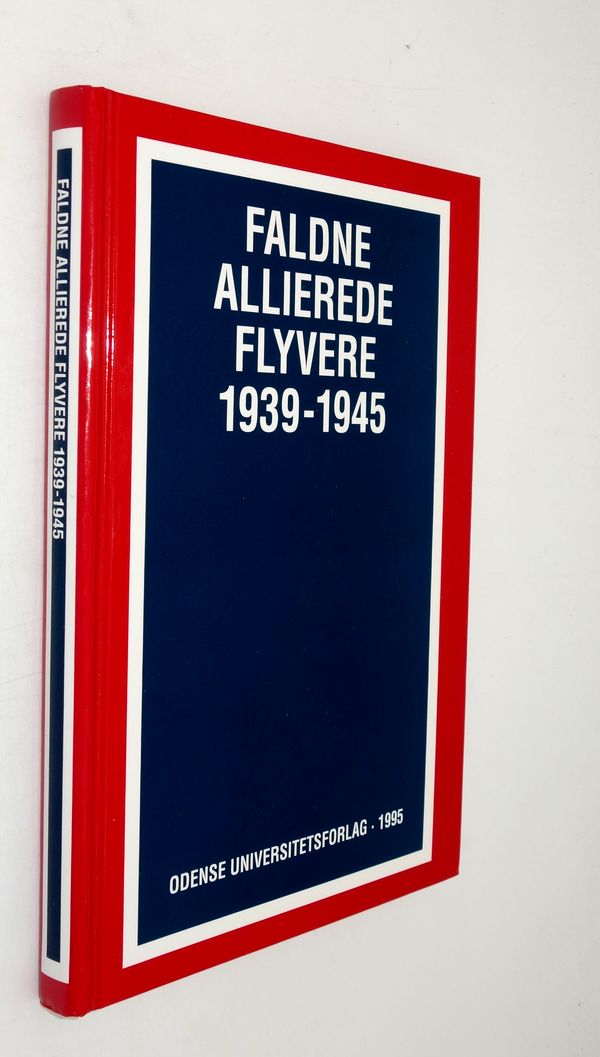 FALDNE ALLIEREDE FLYVERE 1939-1945
FALDNE
ALLIEREDE
FLYVERE
1939-1945
ODENSE UNIVERSITETSFORLAG · 1995